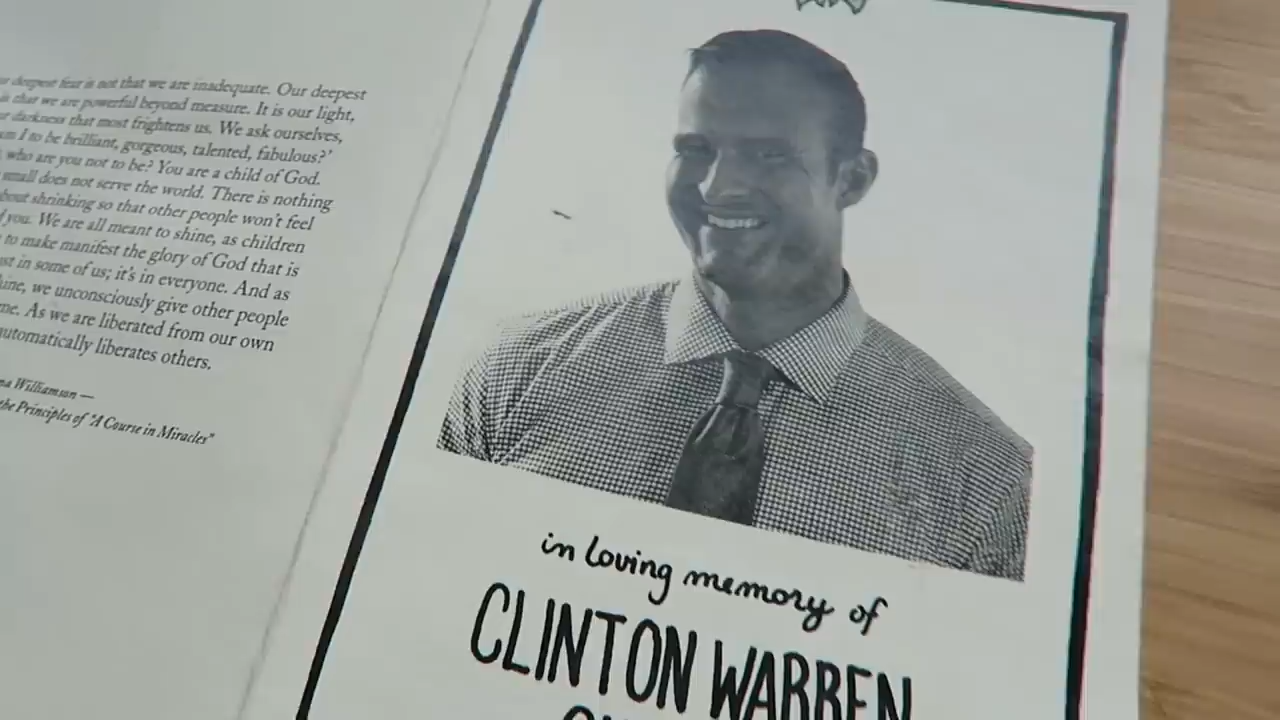 deepest fear is not that we are inadequate. Our deepest
is that we are powerful beyond measure. It is our light,
darkness that most frightens us. We ask ourselves,
am I to be brilliant, gorgeous, talented, fabulous?'
who are you not to be? You are a child of God.
small does not serve the world. There is nothing
about shrinking so that other people won't feel
you. We are all meant to shine, as children
to make manifest the glory of God that is
in some of us; it's in everyone. And as
we unconsciously give other people
As we are liberated from our own
automatically liberates others.
Williamson —
the Principles of "A Course in Miracles"
in loving memory of
CLINTON WARREN